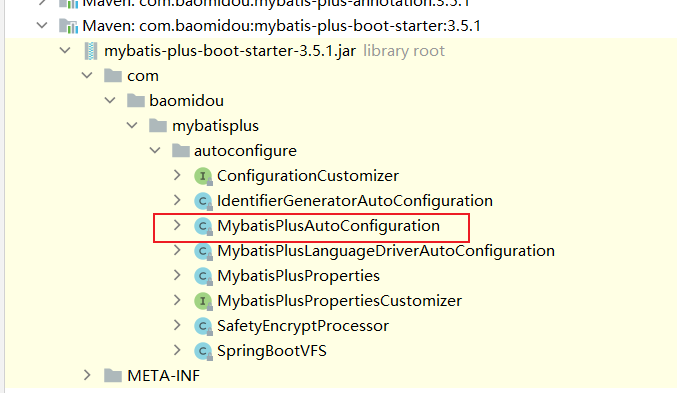 Maven: com.baomidou:mybatis-plus-annotation:3.5.1
Maven: com.baomidou:mybatis-plus-boot-starter:3.5.1
mybatis-plus-boot-starter-3.5.1.jar library root
com
baomidou
mybatisplus
autoconfigure
ConfigurationCustomizer
IdentifierGeneratorAutoConfiguration
MybatisPlusAutoConfiguration
MybatisPlusLanguageDriverAutoConfiguration
MybatisPlusProperties
MybatisPlusPropertiesCustomizer
SafetyEncryptProcessor
SpringBootVFS
META-INF